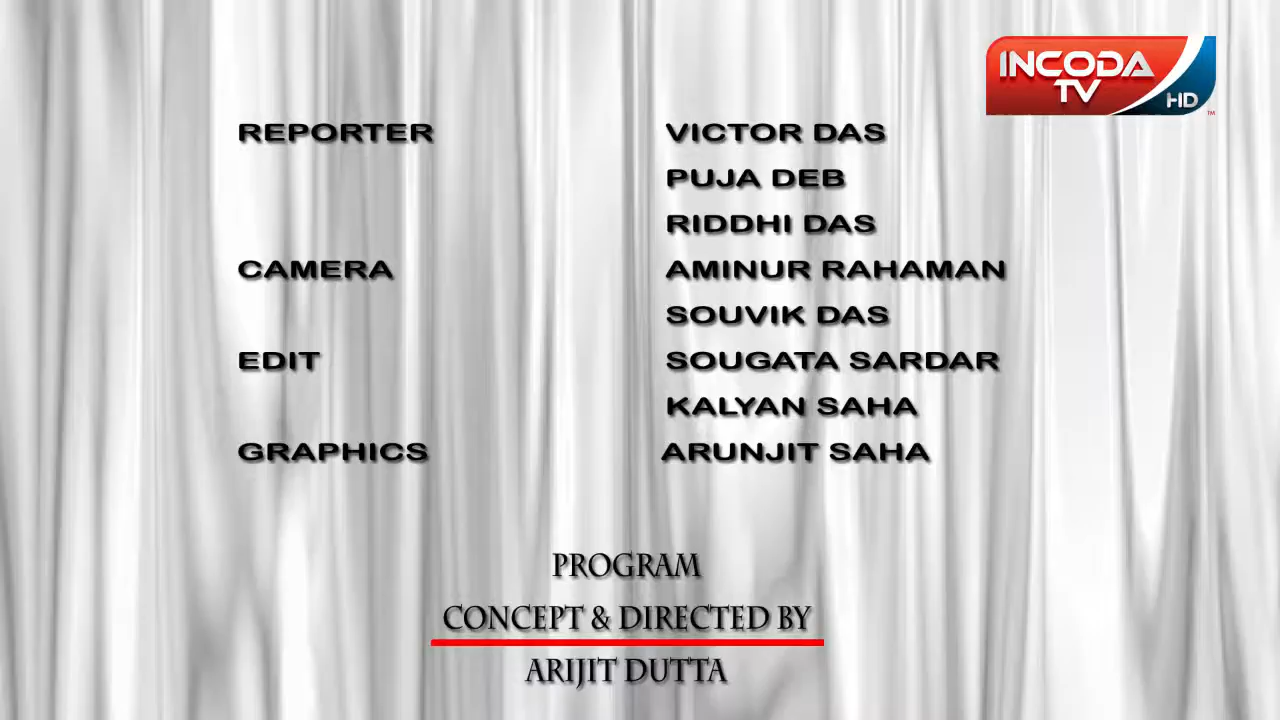 INCODA
TV
HD
TM
REPORTER VICTOR DAS
PUJA DEB
RIDDHI DAS
CAMERA AMINUR RAHAMAN
SOUVIK DAS
EDIT SOUGATA SARDAR
KALYAN SAHA
GRAPHICS ARUNJIT SAHA
PROGRAM
CONCEPT & DIRECTED BY
ARIJIT DUTTA